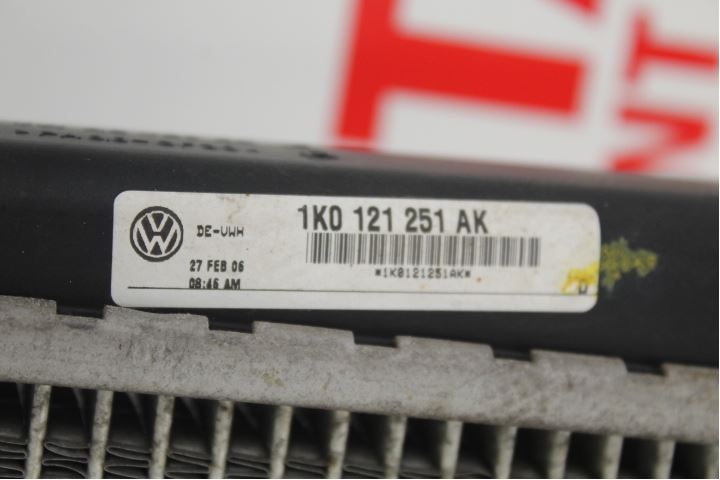 DE-VWH
1K0 121 251 AK
27 FEB 06
*1K0121251AK*
08:46 AM